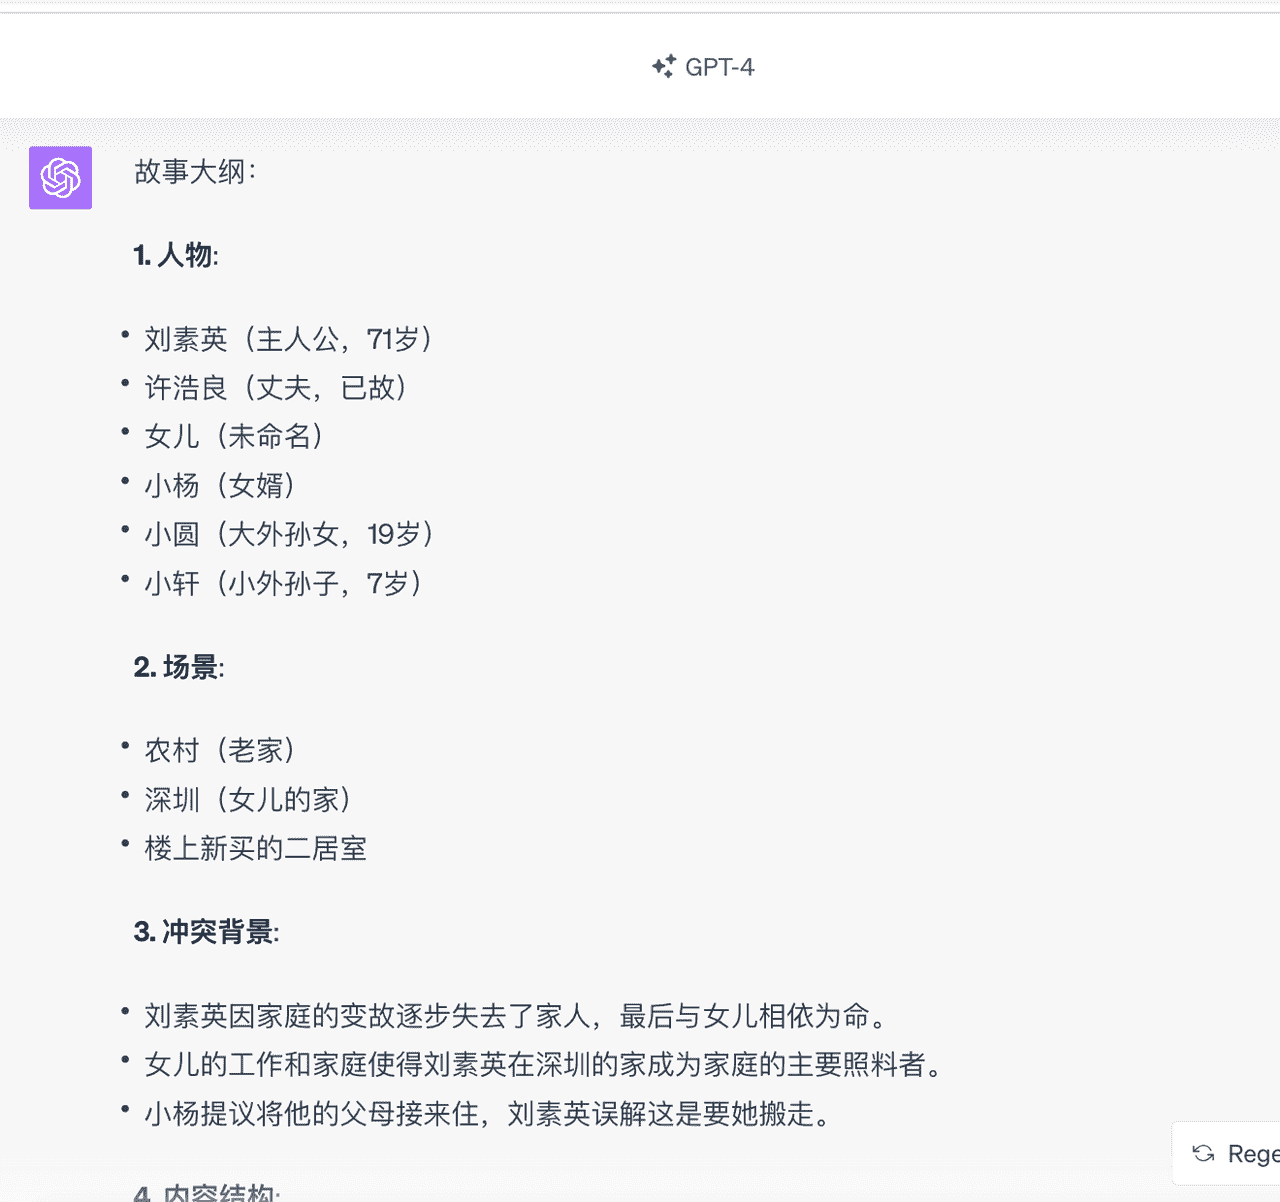 GPT-4
故事大纲：
1. 人物:
• 刘素英（主人公，71岁）
• 许浩良（丈夫，已故）
• 女儿（未命名）
• 小杨（女婿）
• 小圆（大外孙女，19岁）
• 小轩（小外孙子，7岁）
2. 场景:
• 农村（老家）
• 深圳（女儿的家）
• 楼上新买的二居室
3. 冲突背景:
• 刘素英因家庭的变故逐步失去了家人，最后与女儿相依为命。
• 女儿的工作和家庭使得刘素英在深圳的家成为家庭的主要照料者。
• 小杨提议将他的父母接来住，刘素英误解这是要她搬走。
Rege
4. 内容结构: